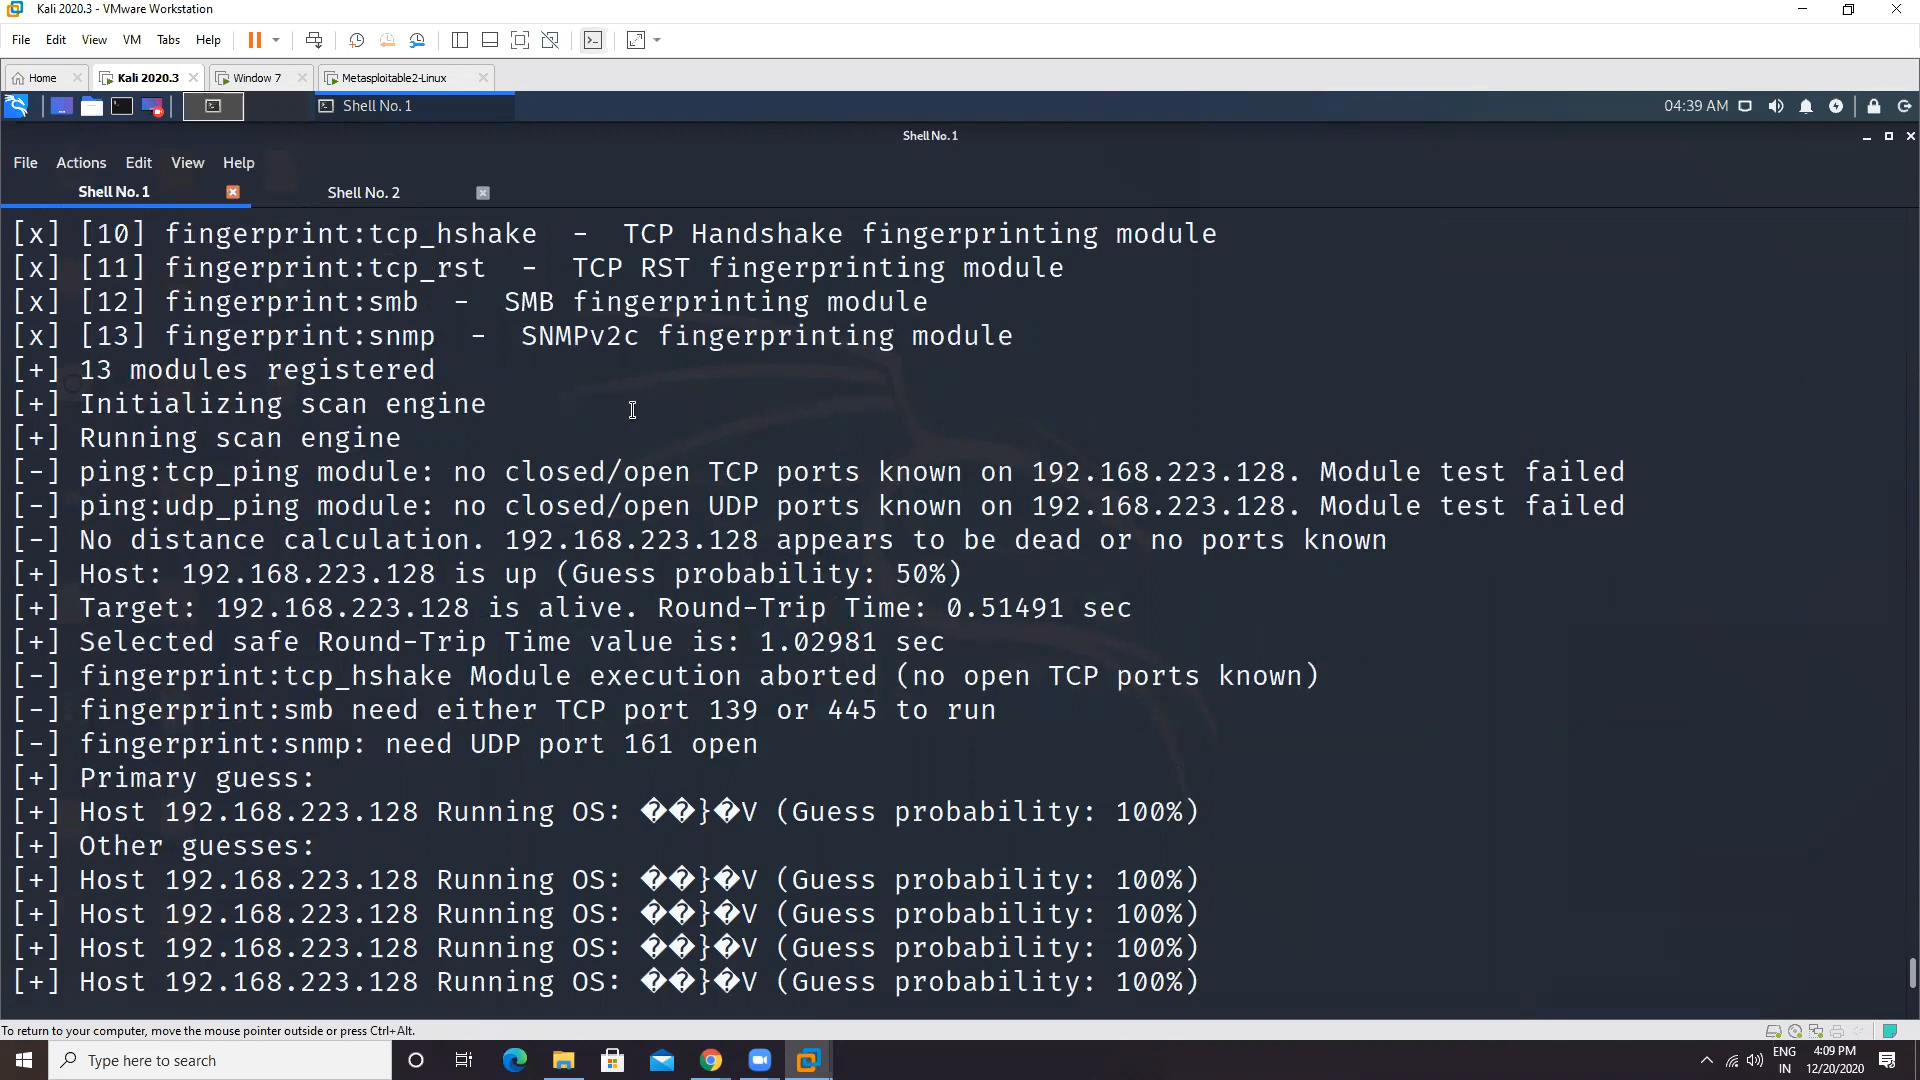 Kali 2020.3 - VMware Workstation
File Edit View VM Tabs Help
Home Kali 2020.3 Window 7 Metasploitable2-Linux
Shell No. 1 04:39 AM
Shell No. 1
File Actions Edit View Help
Shell No. 1 Shell No. 2
[x] [10] fingerprint:tcp_hshake  -  TCP Handshake fingerprinting module
[x] [11] fingerprint:tcp_rst  -  TCP RST fingerprinting module
[x] [12] fingerprint:smb  -  SMB fingerprinting module
[x] [13] fingerprint:snmp  -  SNMPv2c fingerprinting module
[+] 13 modules registered
[+] Initializing scan engine
[+] Running scan engine
[-] ping:tcp_ping module: no closed/open TCP ports known on 192.168.223.128. Module test failed
[-] ping:udp_ping module: no closed/open UDP ports known on 192.168.223.128. Module test failed
[-] No distance calculation. 192.168.223.128 appears to be dead or no ports known
[+] Host: 192.168.223.128 is up (Guess probability: 50%)
[+] Target: 192.168.223.128 is alive. Round-Trip Time: 0.51491 sec
[+] Selected safe Round-Trip Time value is: 1.02981 sec
[-] fingerprint:tcp_hshake Module execution aborted (no open TCP ports known)
[-] fingerprint:smb need either TCP port 139 or 445 to run
[-] fingerprint:snmp: need UDP port 161 open
[+] Primary guess:
[+] Host 192.168.223.128 Running OS: ��}�V (Guess probability: 100%)
[+] Other guesses:
[+] Host 192.168.223.128 Running OS: ��}�V (Guess probability: 100%)
[+] Host 192.168.223.128 Running OS: ��}�V (Guess probability: 100%)
[+] Host 192.168.223.128 Running OS: ��}�V (Guess probability: 100%)
[+] Host 192.168.223.128 Running OS: ��}�V (Guess probability: 100%)
To return to your computer, move the mouse pointer outside or press Ctrl+Alt.
Type here to search ENG 4:09 PM
IN 12/20/2020